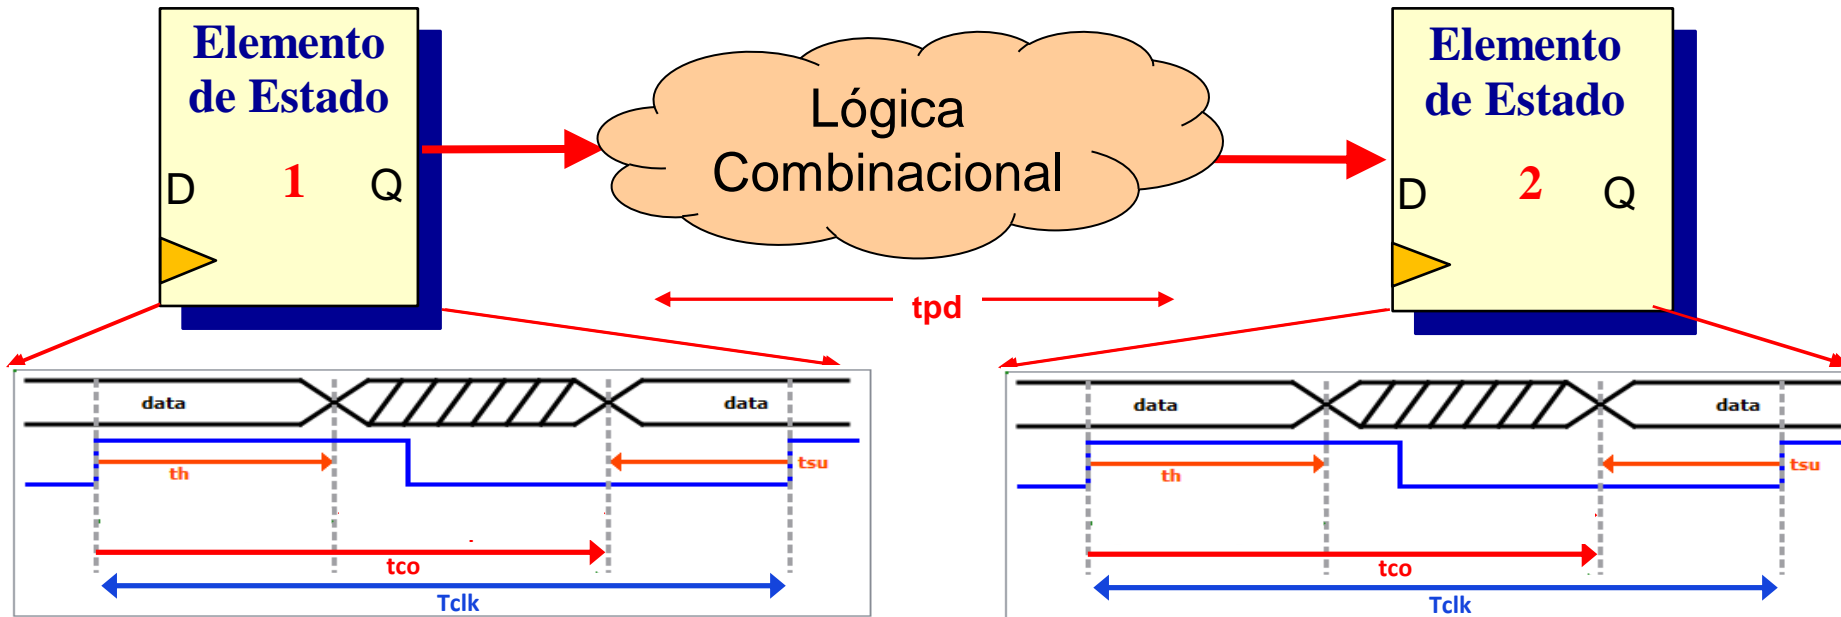 Elemento
de Estado
D 1 Q
Lógica
Combinacional
Elemento
de Estado
D 2 Q
tpd
data data
th tsu
tco
Tclk
data data
th tsu
tco
Tclk